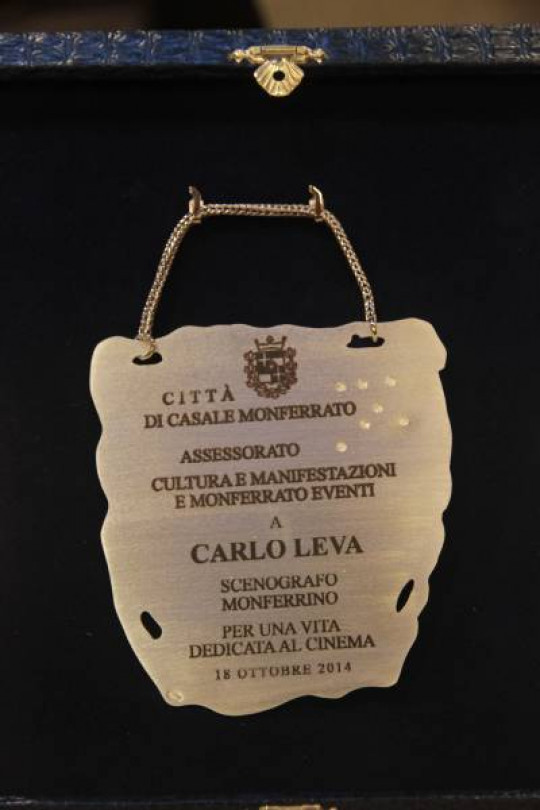 CITTÀ
DI CASALE MONFERRATO
ASSESSORATO
CULTURA E MANIFESTAZIONI
E MONFERRATO EVENTI
A
CARLO LEVA
SCENOGRAFO
MONFERRINO
PER UNA VITA
DEDICATA AL CINEMA
18 OTTOBRE 2014